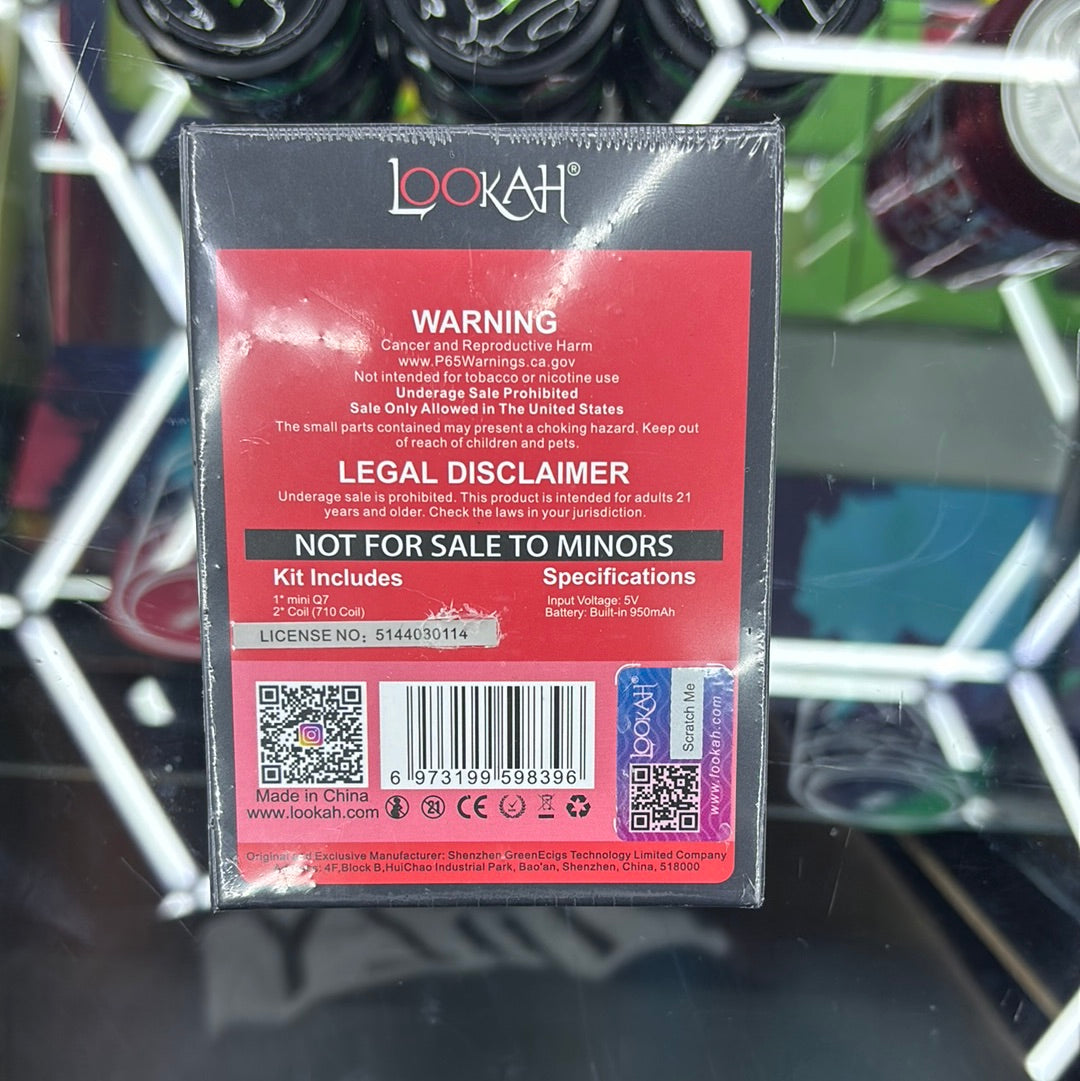 LOOKAH®
WARNING
Cancer and Reproductive Harm
www.P65Warnings.ca.gov
Not intended for tobacco or nicotine use
Underage Sale Prohibited
Sale Only Allowed in The United States
The small parts contained may present a choking hazard. Keep out
of reach of children and pets.
LEGAL DISCLAIMER
Underage sale is prohibited. This product is intended for adults 21
years and older. Check the laws in your jurisdiction.
NOT FOR SALE TO MINORS
Kit Includes
1* mini Q7
2* Coil (710 Coil)
Specifications
Input Voltage: 5V
Battery: Built-in 950mAh
LICENSE NO: 5144030114
6 973199 598396
Made in China
www.lookah.com
21
CE
LOOKAH®
Scratch Me
www.lookah.com
Original and Exclusive Manufacturer: Shenzhen GreenEcigs Technology Limited Company
4F,Block B,HuiChao Industrial Park, Bao'an, Shenzhen, China, 518000